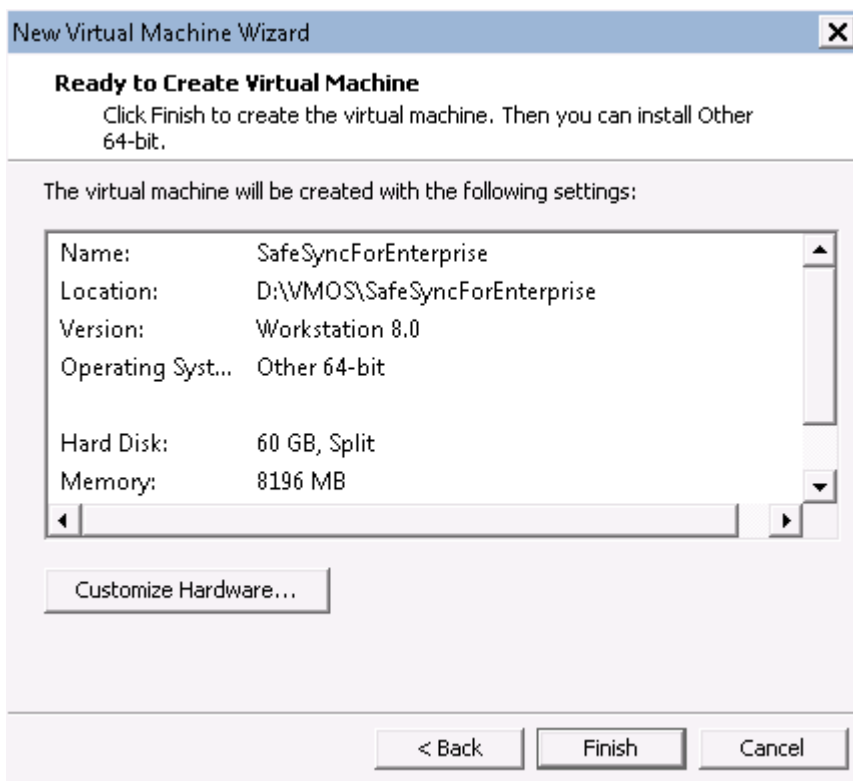 New Virtual Machine Wizard
Ready to Create Virtual Machine
Click Finish to create the virtual machine. Then you can install Other
64-bit.
The virtual machine will be created with the following settings:
Name: SafeSyncForEnterprise
Location: D:\VMOS\SafeSyncForEnterprise
Version: Workstation 8.0
Operating Syst... Other 64-bit
Hard Disk: 60 GB, Split
Memory: 8196 MB
Customize Hardware...
< Back Finish Cancel